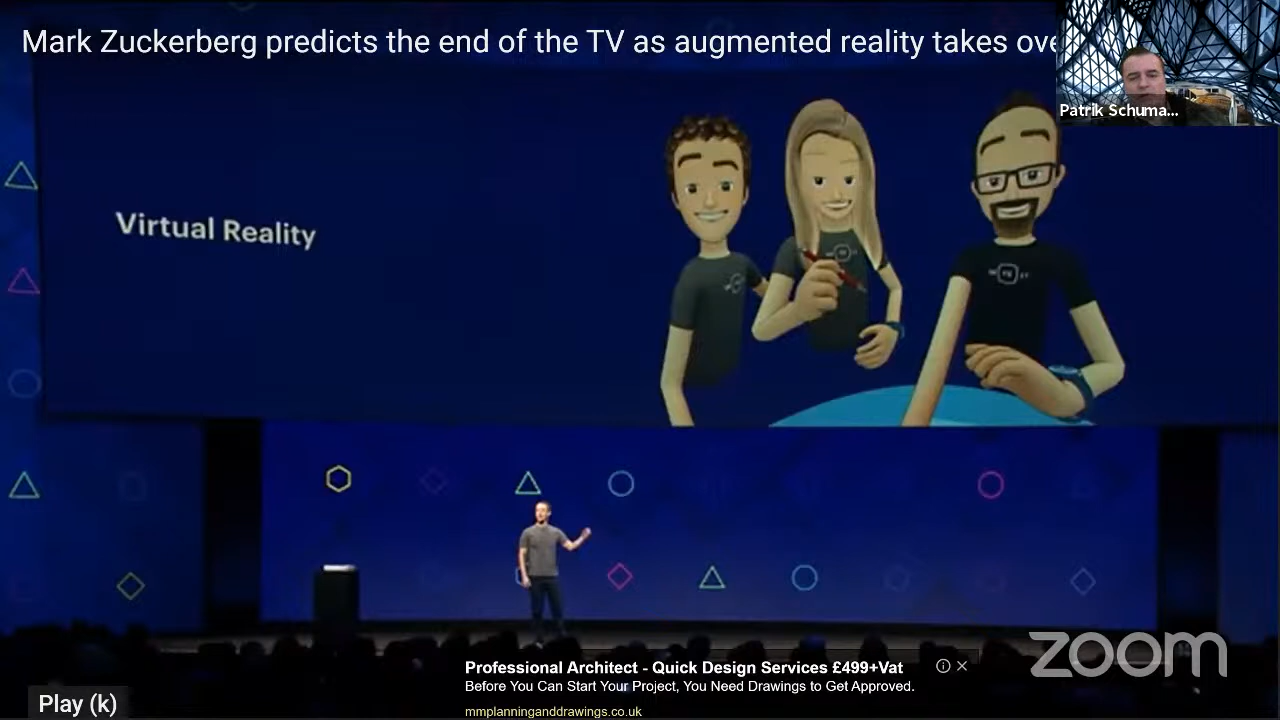 Mark Zuckerberg predicts the end of the TV as augmented reality takes ove
Patrik Schuma...
Virtual Reality
zoom
Professional Architect - Quick Design Services £499+Vat
Before You Can Start Your Project, You Need Drawings to Get Approved.
mmplanninganddrawings.co.uk
Play (k)